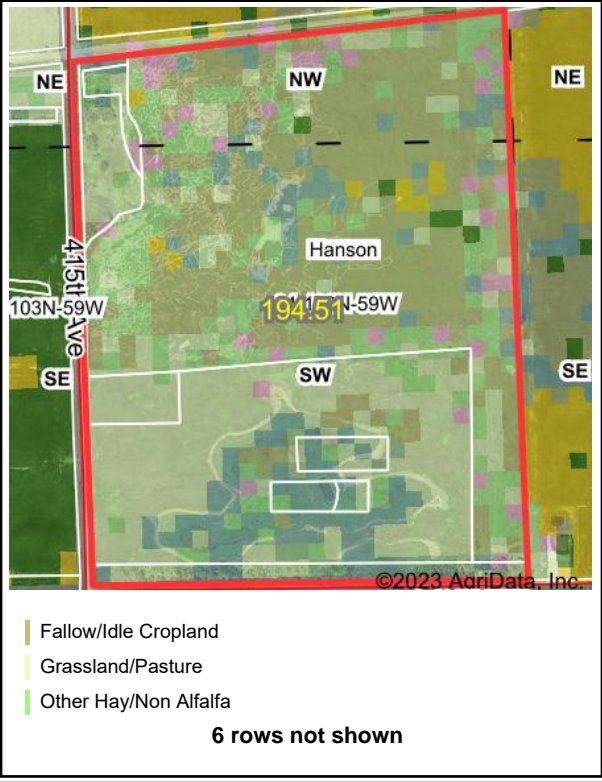 NE
NW
NE
Hanson
103N-59W
194.51
N-59W
415th Ave
SE
SW
SE
©2023 AgriData, Inc.
Fallow/Idle Cropland
Grassland/Pasture
Other Hay/Non Alfalfa
6 rows not shown